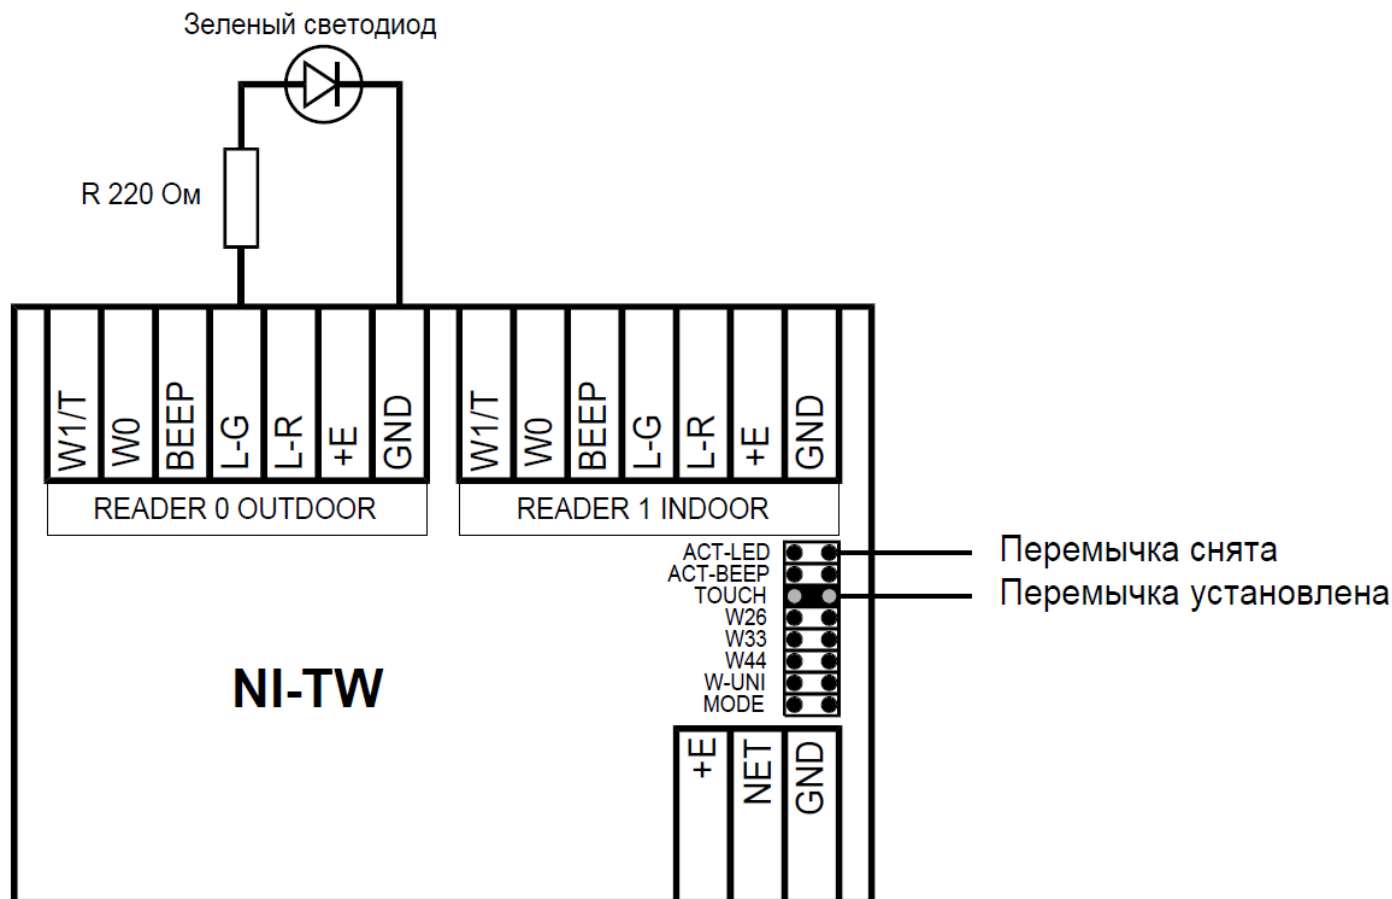 Зеленый светодиод
R 220 Ом
W1/T
W0
BEEP
L-G
L-R
+E
GND
W1/T
W0
BEEP
L-G
L-R
+E
GND
READER 0 OUTDOOR
READER 1 INDOOR
ACT-LED
Перемычка снята
ACT-BEEP
TOUCH
Перемычка установлена
W26
W33
W44
W-UNI
MODE
NI-TW
+E
NET
GND